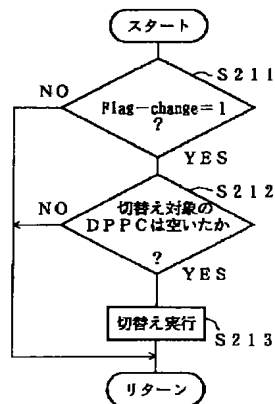 スタート
S211
NO
Flag-change=1
?
YES
S212
NO
切替え対象の
DPPCは空いたか
?
YES
切替え実行
S213
リターン